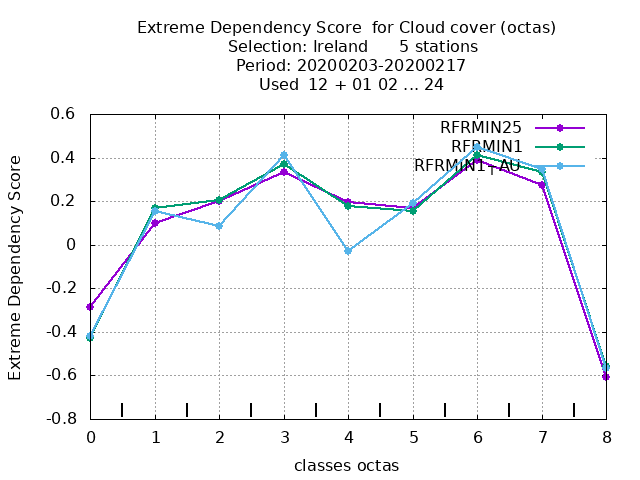 Extreme Dependency Score  for Cloud cover (octas)
Selection: Ireland      5 stations
Period: 20200203-20200217
Used  12 + 01 02 ... 24
RFRMIN25
RFRMIN1
RFRMIN1+AU
Extreme Dependency Score
0.6
0.4
0.2
0
-0.2
-0.4
-0.6
-0.8
0 1 2 3 4 5 6 7 8
classes octas